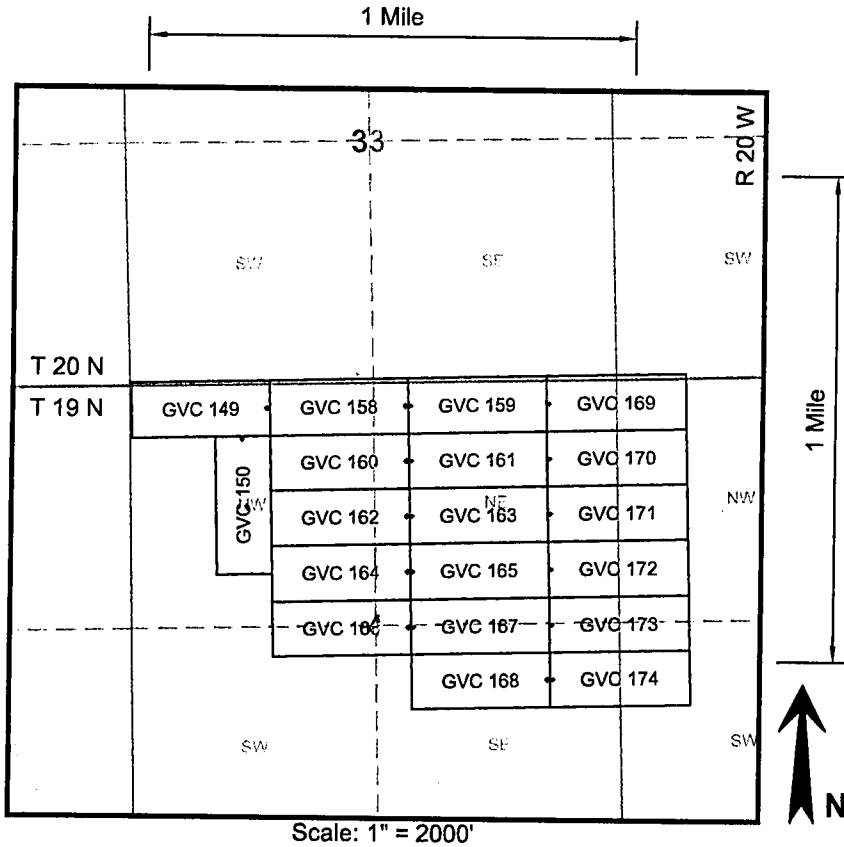 1 Mile
33
R 20 W
SW SE SW
T 20 N
T 19 N
GVC 149 GVC 158 GVC 159 GVC 169
GVC 160 GVC 161 GVC 170
GVC 150
NW NE NW
GVC 162 GVC 163 GVC 171
GVC 164 GVC 165 GVC 172
GVC 166 GVC 167 GVC 173
GVC 168 GVC 174
SW SE SW
1 Mile
N
Scale: 1" = 2000'